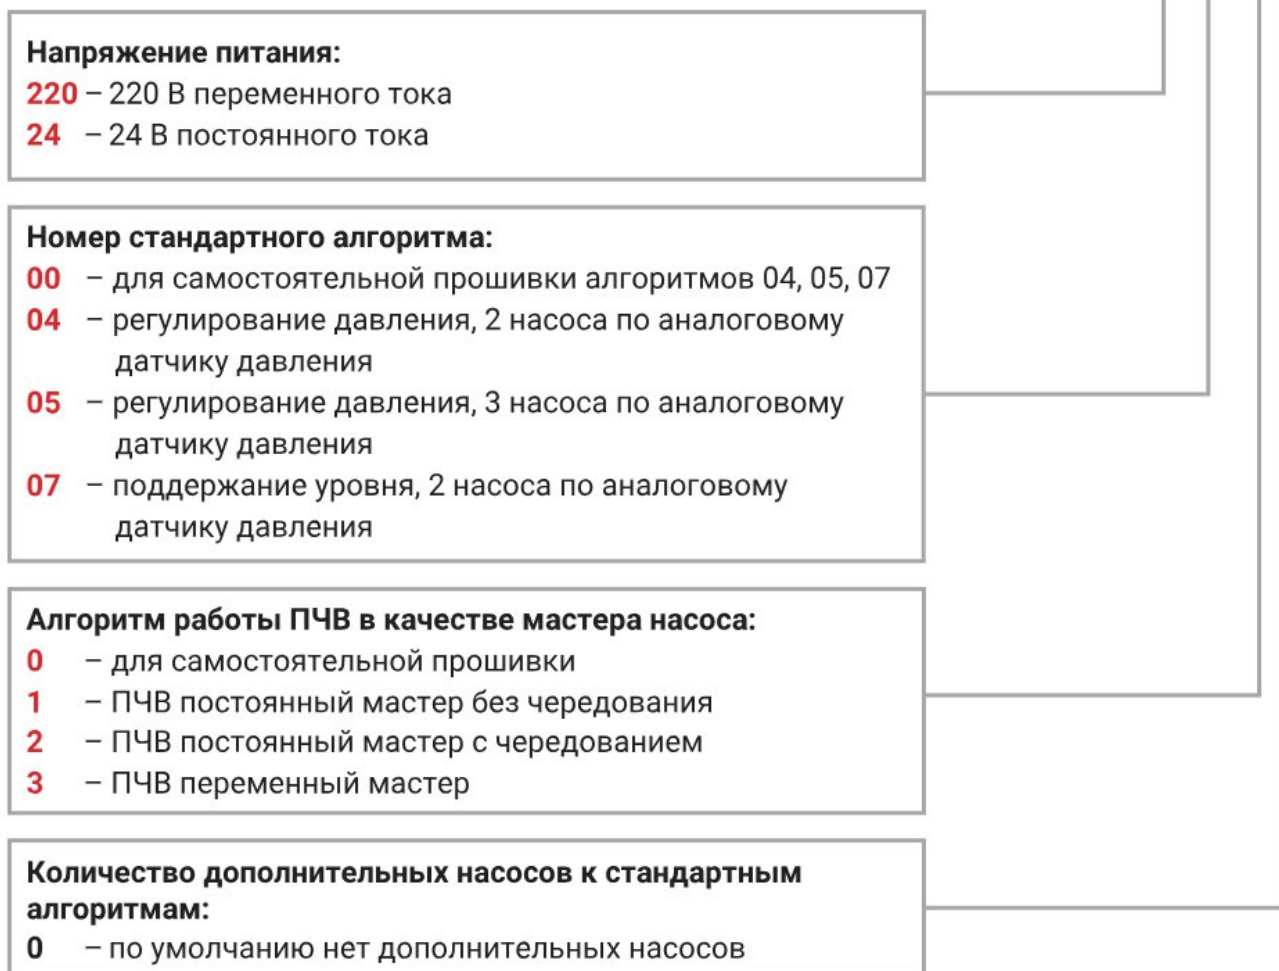 Напряжение питания:
220 – 220 В переменного тока
24 – 24 В постоянного тока
Номер стандартного алгоритма:
00 – для самостоятельной прошивки алгоритмов 04, 05, 07
04 – регулирование давления, 2 насоса по аналоговому
датчику давления
05 – регулирование давления, 3 насоса по аналоговому
датчику давления
07 – поддержание уровня, 2 насоса по аналоговому
датчику давления
Алгоритм работы ПЧВ в качестве мастера насоса:
0 – для самостоятельной прошивки
1 – ПЧВ постоянный мастер без чередования
2 – ПЧВ постоянный мастер с чередованием
3 – ПЧВ переменный мастер
Количество дополнительных насосов к стандартным
алгоритмам:
0 – по умолчанию нет дополнительных насосов